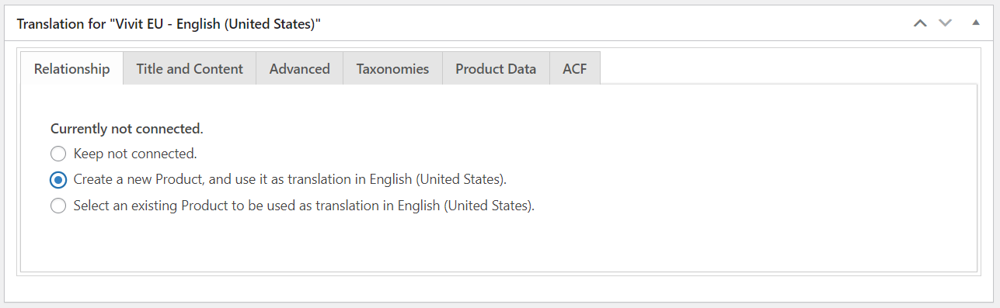 Translation for "Vivit EU - English (United States)"
Relationship Title and Content Advanced Taxonomies Product Data ACF
Currently not connected.
Keep not connected.
Create a new Product, and use it as translation in English (United States).
Select an existing Product to be used as translation in English (United States).